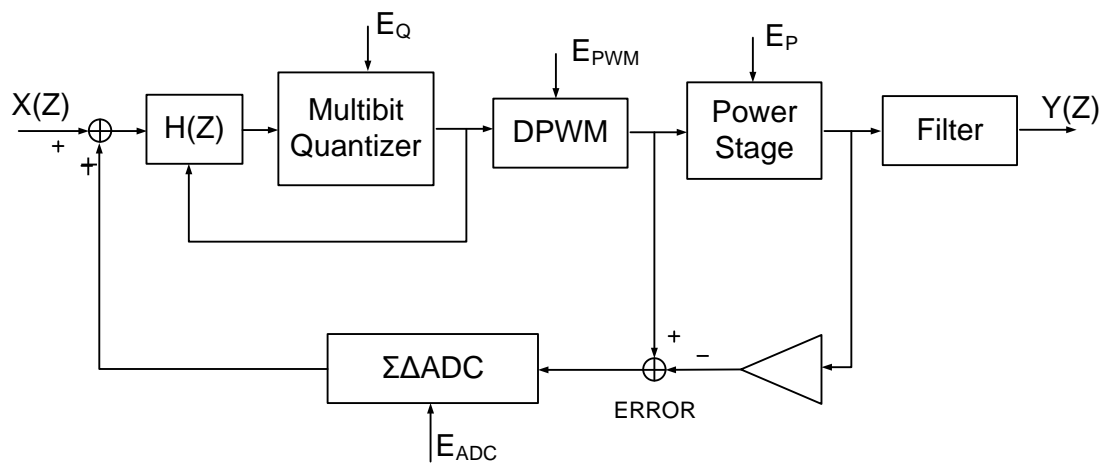 E_Q
E_PWM
E_P
X(Z)
H(Z)
Multibit
Quantizer
DPWM
Power
Stage
Filter
Y(Z)
+
+
+
−
ΣΔADC
ERROR
E_ADC